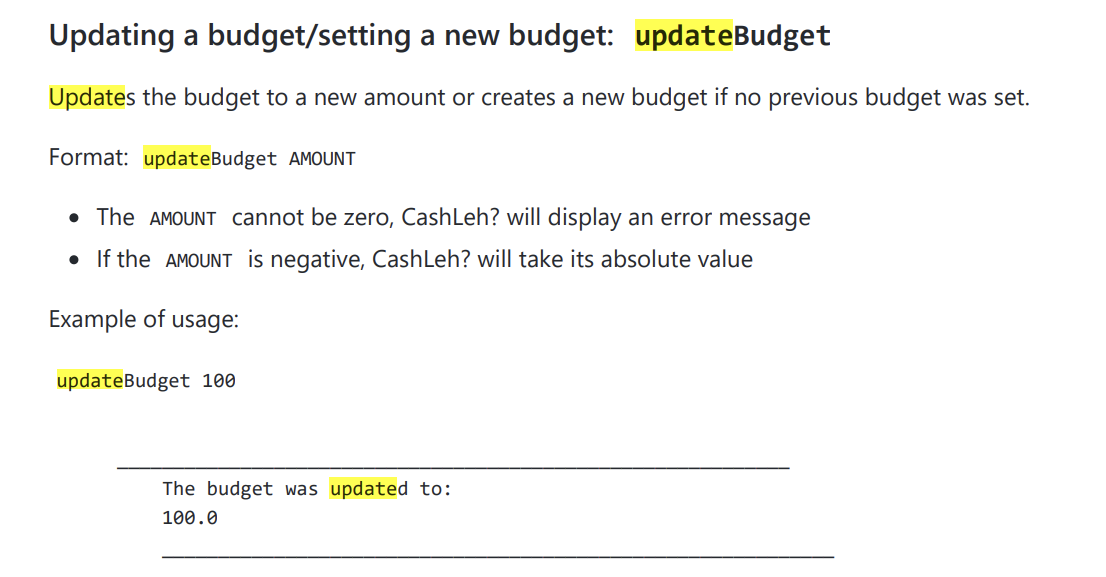 Updating a budget/setting a new budget: updateBudget
Updates the budget to a new amount or creates a new budget if no previous budget was set.
Format: updateBudget AMOUNT
• The AMOUNT cannot be zero, CashLeh? will display an error message
• If the AMOUNT is negative, CashLeh? will take its absolute value
Example of usage:
updateBudget 100
The budget was updated to:
100.0